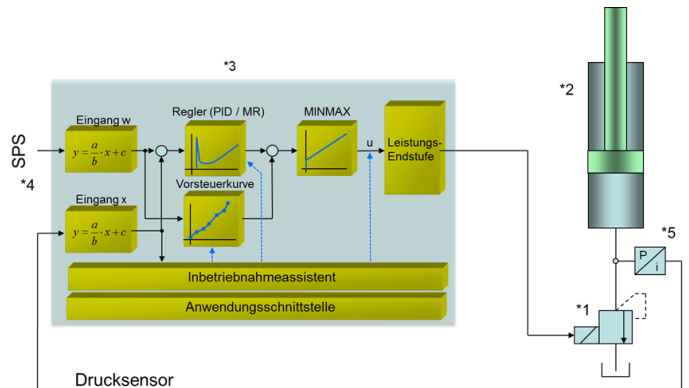 *3
*2
Eingang w
Regler (PID / MR)
MINMAX
SPS
y = a/b · x + c
u
Leistungs-
Endstufe
*4
Vorsteuerkurve
Eingang x
y = a/b · x + c
*5
P
i
Inbetriebnahmeassistent
Anwendungsschnittstelle
*1
Drucksensor